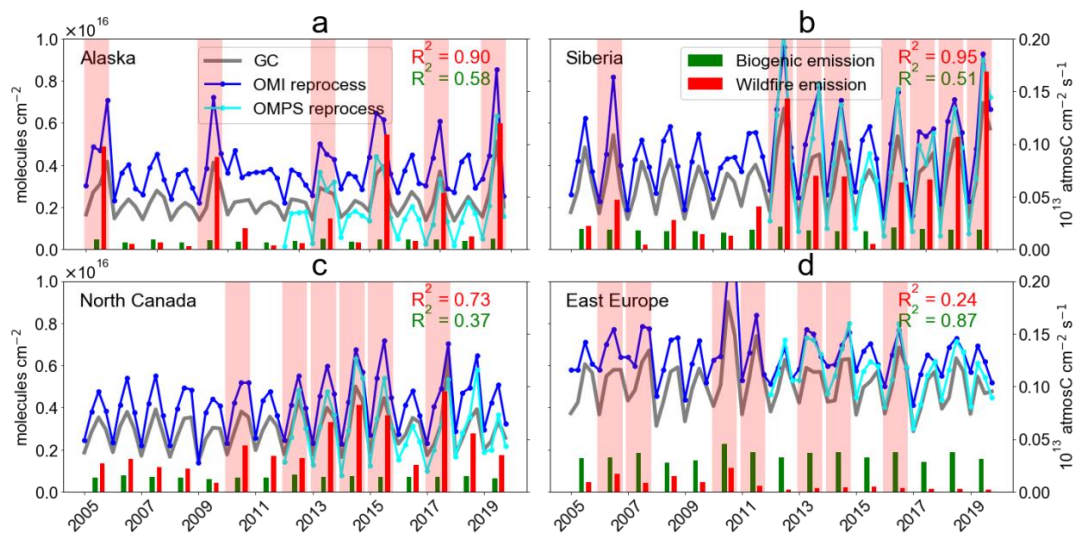 a
b
×10^16
1.0
0.8
0.6
0.4
0.2
0.0
molecules cm−2
Alaska
GC
OMI reprocess
OMPS reprocess
R2 = 0.90
R2 = 0.58
Siberia
Biogenic emission
Wildfire emission
R2 = 0.95
R2 = 0.51
0.20
0.15
0.10
0.05
0.00
10^13 atmosC cm−2 s−1
c
d
×10^16
1.0
0.8
0.6
0.4
0.2
0.0
molecules cm−2
North Canada
R2 = 0.73
R2 = 0.37
East Europe
R2 = 0.24
R2 = 0.87
0.20
0.15
0.10
0.05
0.00
10^13 atmosC cm−2 s−1
2005 2007 2009 2011 2013 2015 2017 2019
2005 2007 2009 2011 2013 2015 2017 2019